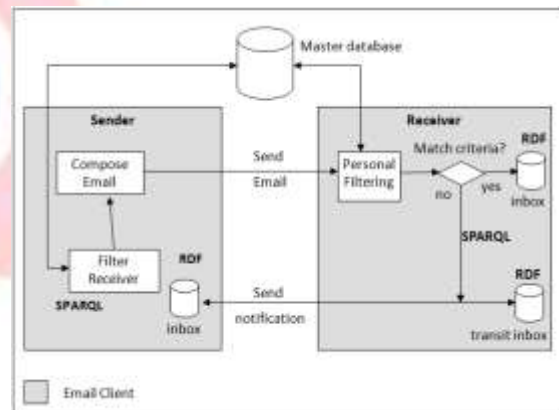 Master database
Sender
Receiver
Compose
Email
Send
Email
Personal
Filtering
Match criteria?
RDF
yes
no
inbox
SPARQL
Filter
Receiver
RDF
SPARQL
inbox
Send
notification
RDF
transit inbox
Email Client